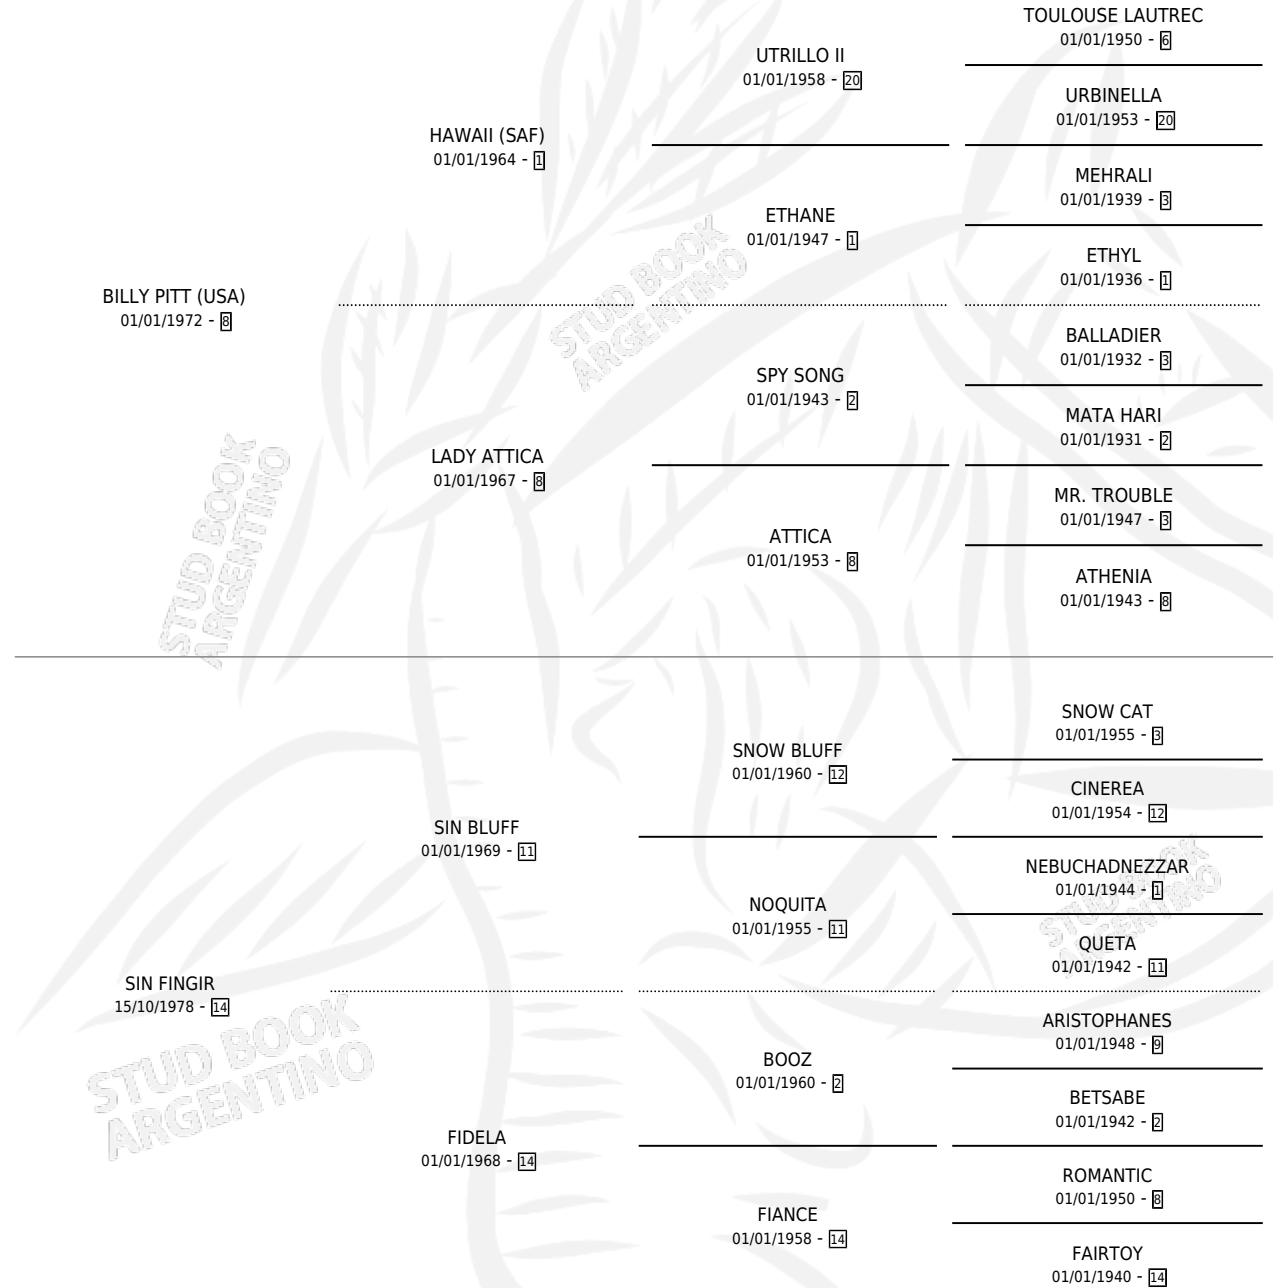 TOULOUSE LAUTREC
01/01/1950 - 6
UTRILLO II
01/01/1958 - 20
URBINELLA
01/01/1953 - 20
HAWAII (SAF)
01/01/1964 - 1
MEHRALI
01/01/1939 - 3
ETHANE
01/01/1947 - 1
ETHYL
01/01/1936 - 1
BILLY PITT (USA)
01/01/1972 - 8
BALLADIER
01/01/1932 - 3
SPY SONG
01/01/1943 - 2
MATA HARI
01/01/1931 - 2
LADY ATTICA
01/01/1967 - 8
MR. TROUBLE
01/01/1947 - 3
ATTICA
01/01/1953 - 8
ATHENIA
01/01/1943 - 8
STUD BOOK
ARGENTINO
STUD BOOK
ARGENTINO
SNOW CAT
01/01/1955 - 3
SNOW BLUFF
01/01/1960 - 12
CINEREA
01/01/1954 - 12
SIN BLUFF
01/01/1969 - 11
NEBUCHADNEZZAR
01/01/1944 - 1
NOQUITA
01/01/1955 - 11
QUETA
01/01/1942 - 11
SIN FINGIR
15/10/1978 - 14
ARISTOPHANES
01/01/1948 - 9
BOOZ
01/01/1960 - 2
BETSABE
01/01/1942 - 2
FIDELA
01/01/1968 - 14
ROMANTIC
01/01/1950 - 8
FIANCE
01/01/1958 - 14
FAIRTOY
01/01/1940 - 14
STUD BOOK
ARGENTINO
STUD BOOK
ARGENTINO